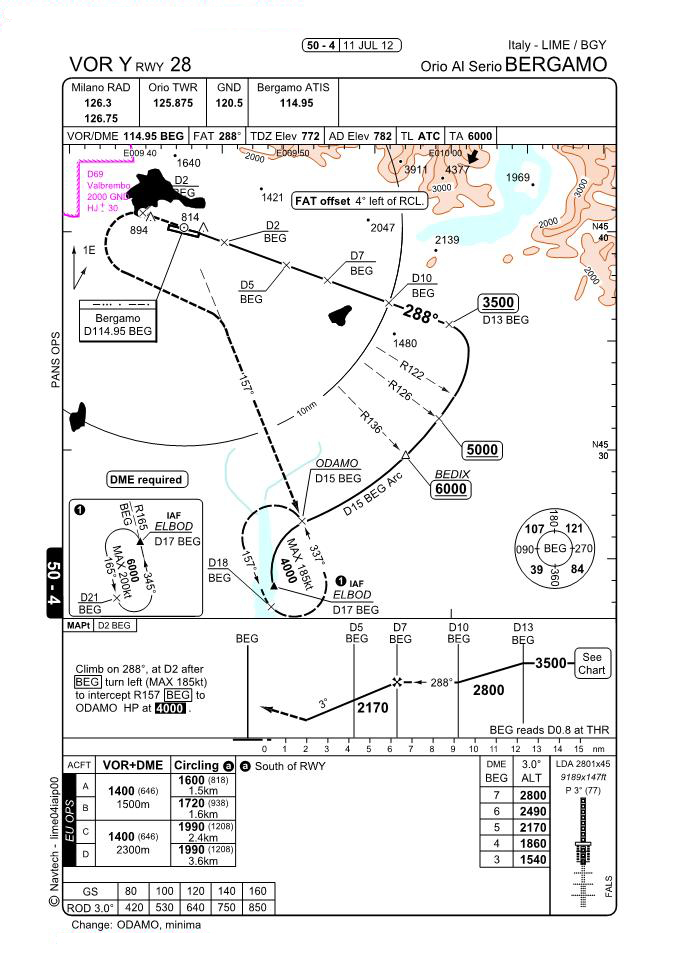 50 - 4 11 JUL 12
Italy - LIME / BGY
VOR Y RWY 28
Orio Al Serio BERGAMO
Milano RAD Orio TWR GND Bergamo ATIS
126.3 125.875 120.5 114.95
126.75
VOR/DME 114.95 BEG FAT 288° TDZ Elev 772 AD Elev 782 TL ATC TA 6000
E009 40 E009 50 E010 00
1640
2000
3911 4377
1969
D69
Valbrembo
2000 GND
HJ ! 30
D2
BEG
1421
3000
3000
FAT offset 4° left of RCL.
814
894
2047
2000
N45
40
D2
BEG
2139
1E
D7
BEG
D5
BEG
2000
D10
BEG
Bergamo
D114.95 BEG
288°
3500
D13 BEG
1480
PANS OPS
R122
R126
157°
R136
10nm
5000
N45
30
ODAMO
D15 BEG
BEDIX
6000
D15 BEG Arc
DME required
1
R165
BEG
IAF
ELBOD
D17 BEG
6000
MAX 200kt
165°
345°
D21
BEG
157°
MAX 185kt
4000
337°
D18
BEG
1 IAF
ELBOD
D17 BEG
180
107 121
090 BEG 270
39 84
360
50 - 4
MAPt D2 BEG
BEG
D5
BEG
D7
BEG
D10
BEG
D13
BEG
Climb on 288°, at D2 after
BEG turn left (MAX 185kt)
to intercept R157 BEG to
ODAMO HP at 4000 .
3500
See
Chart
288°
2800
3°
2170
BEG reads D0.8 at THR
0 1 2 3 4 5 6 7 8 9 10 11 12 13 14 15 nm
ACFT VOR+DME Circling a
a South of RWY
EU OPS
A
B
1400 (646)
1500m
1600 (818)
1.5km
1720 (938)
1.6km
C
D
1400 (646)
2300m
1990 (1208)
2.4km
1990 (1208)
3.6km
DME 3.0°
BEG ALT
7 2800
6 2490
5 2170
4 1860
3 1540
LDA 2801x45
9189x147ft
P 3° (77)
FALS
GS 80 100 120 140 160
ROD 3.0° 420 530 640 750 850
© Navtech - lime04iaip00
Change: ODAMO, minima